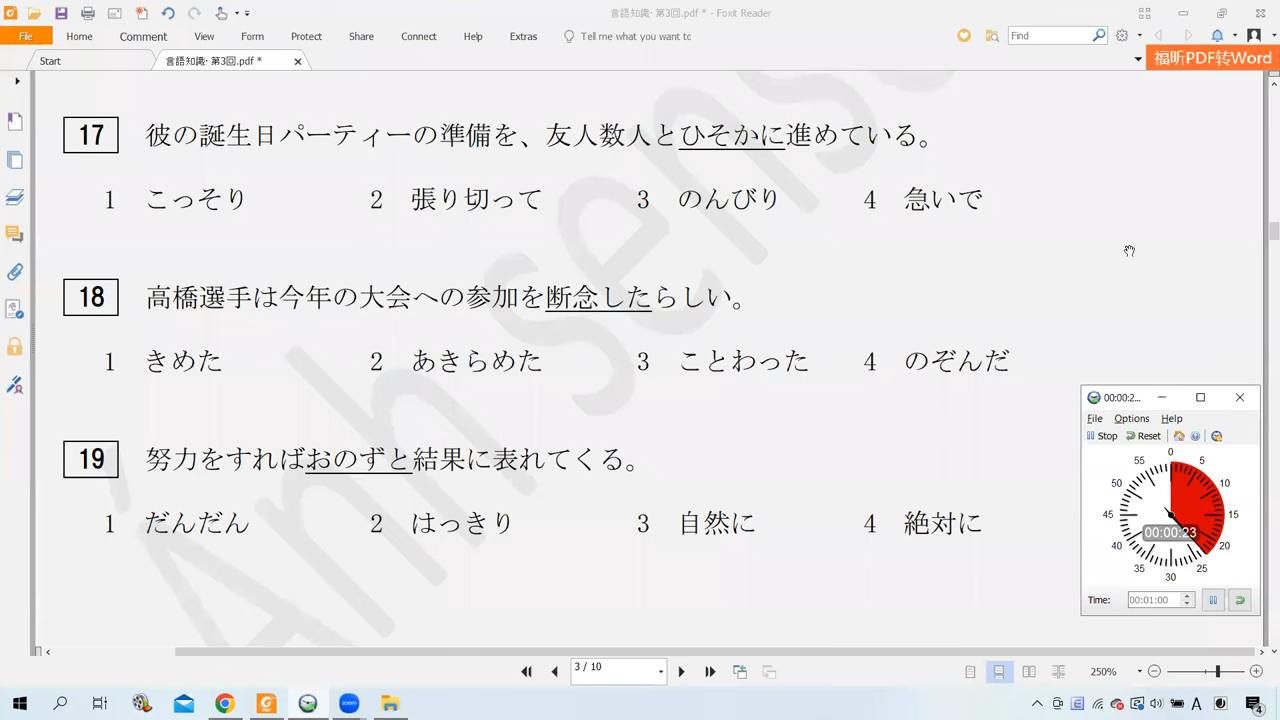 言語知識· 第3回.pdf * - Foxit Reader
File Home Comment View Form Protect Share Connect Help Extras Tell me what you want to Find
Start 言語知識· 第3回.pdf * 福昕PDF转Word
17 彼の誕生日パーティーの準備を、友人数人とひそかに進めている。
1 こっそり 2 張り切って 3 のんびり 4 急いで
18 高橋選手は今年の大会への参加を断念したらしい。
1 きめた 2 あきらめた 3 ことわった 4 のぞんだ
19 努力をすればおのずと結果に表れてくる。
1 だんだん 2 はっきり 3 自然に 4 絶対に
Anh sense
00:00:2...
File Options Help
Stop Reset
0
55 5
50 10
45 15
00:00:23
40 20
35 25
30
Time: 00:01:00
3 / 10 250%
zoom A 4